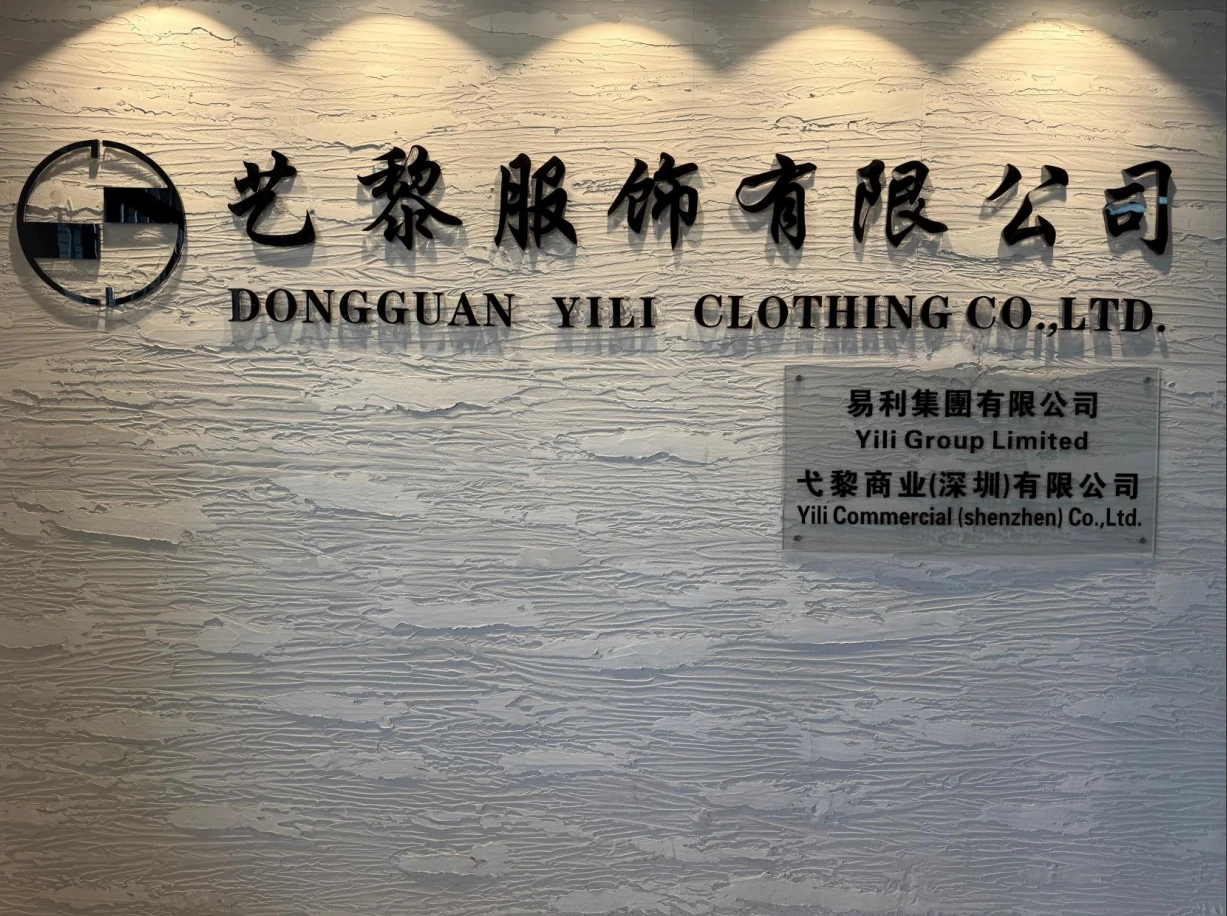 艺黎服饰有限公司
DONGGUAN YILI CLOTHING CO.,LTD.
易利集團有限公司
Yili Group Limited
弋黎商业(深圳)有限公司
Yili Commercial (shenzhen) Co.,Ltd.